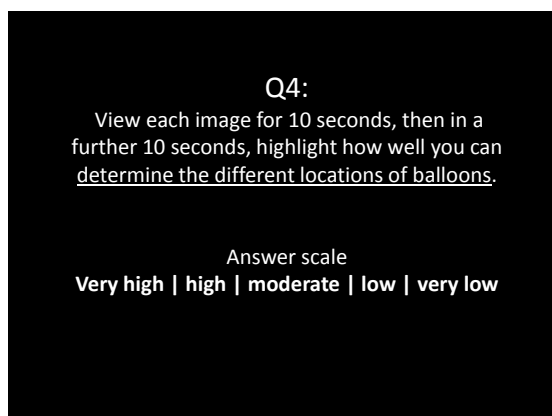 Q4:
View each image for 10 seconds, then in a
further 10 seconds, highlight how well you can
determine the different locations of balloons.
Answer scale
Very high | high | moderate | low | very low